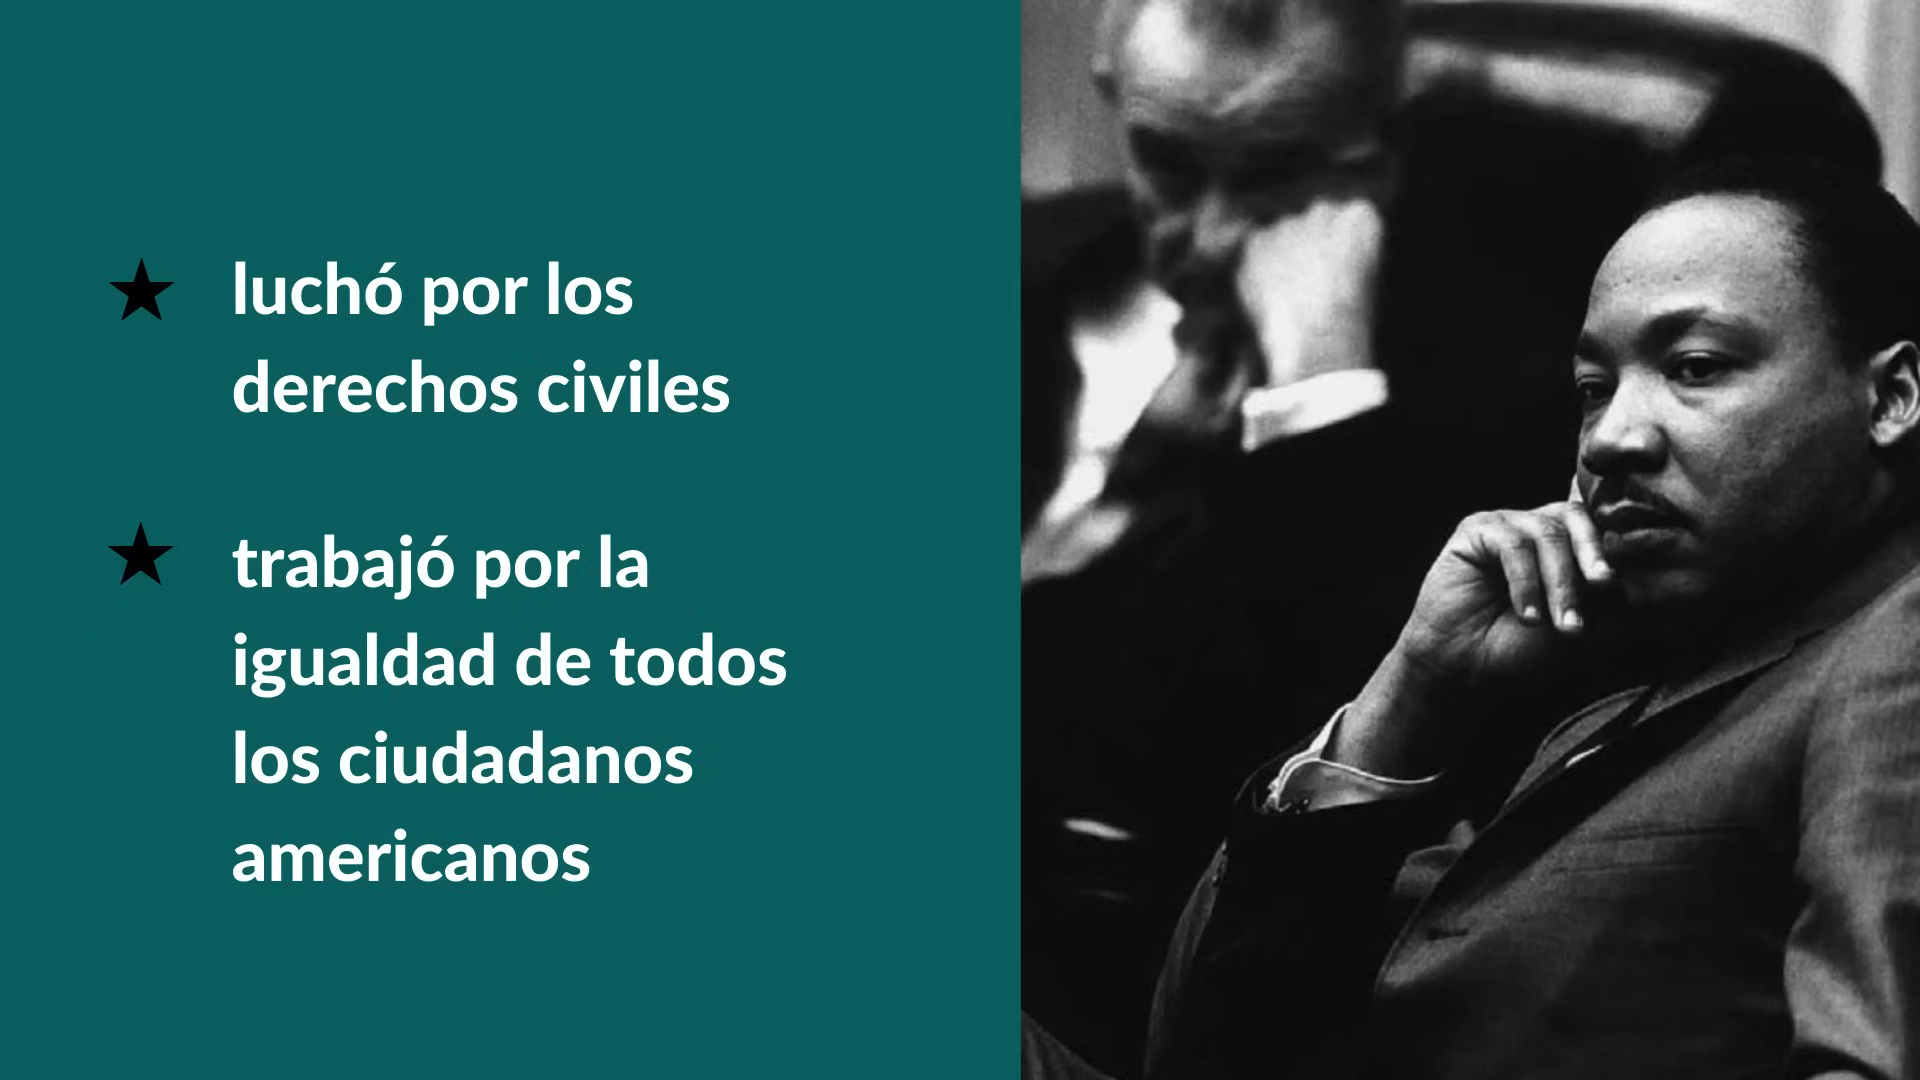 luchó por los
derechos civiles
trabajó por la
igualdad de todos
los ciudadanos
americanos